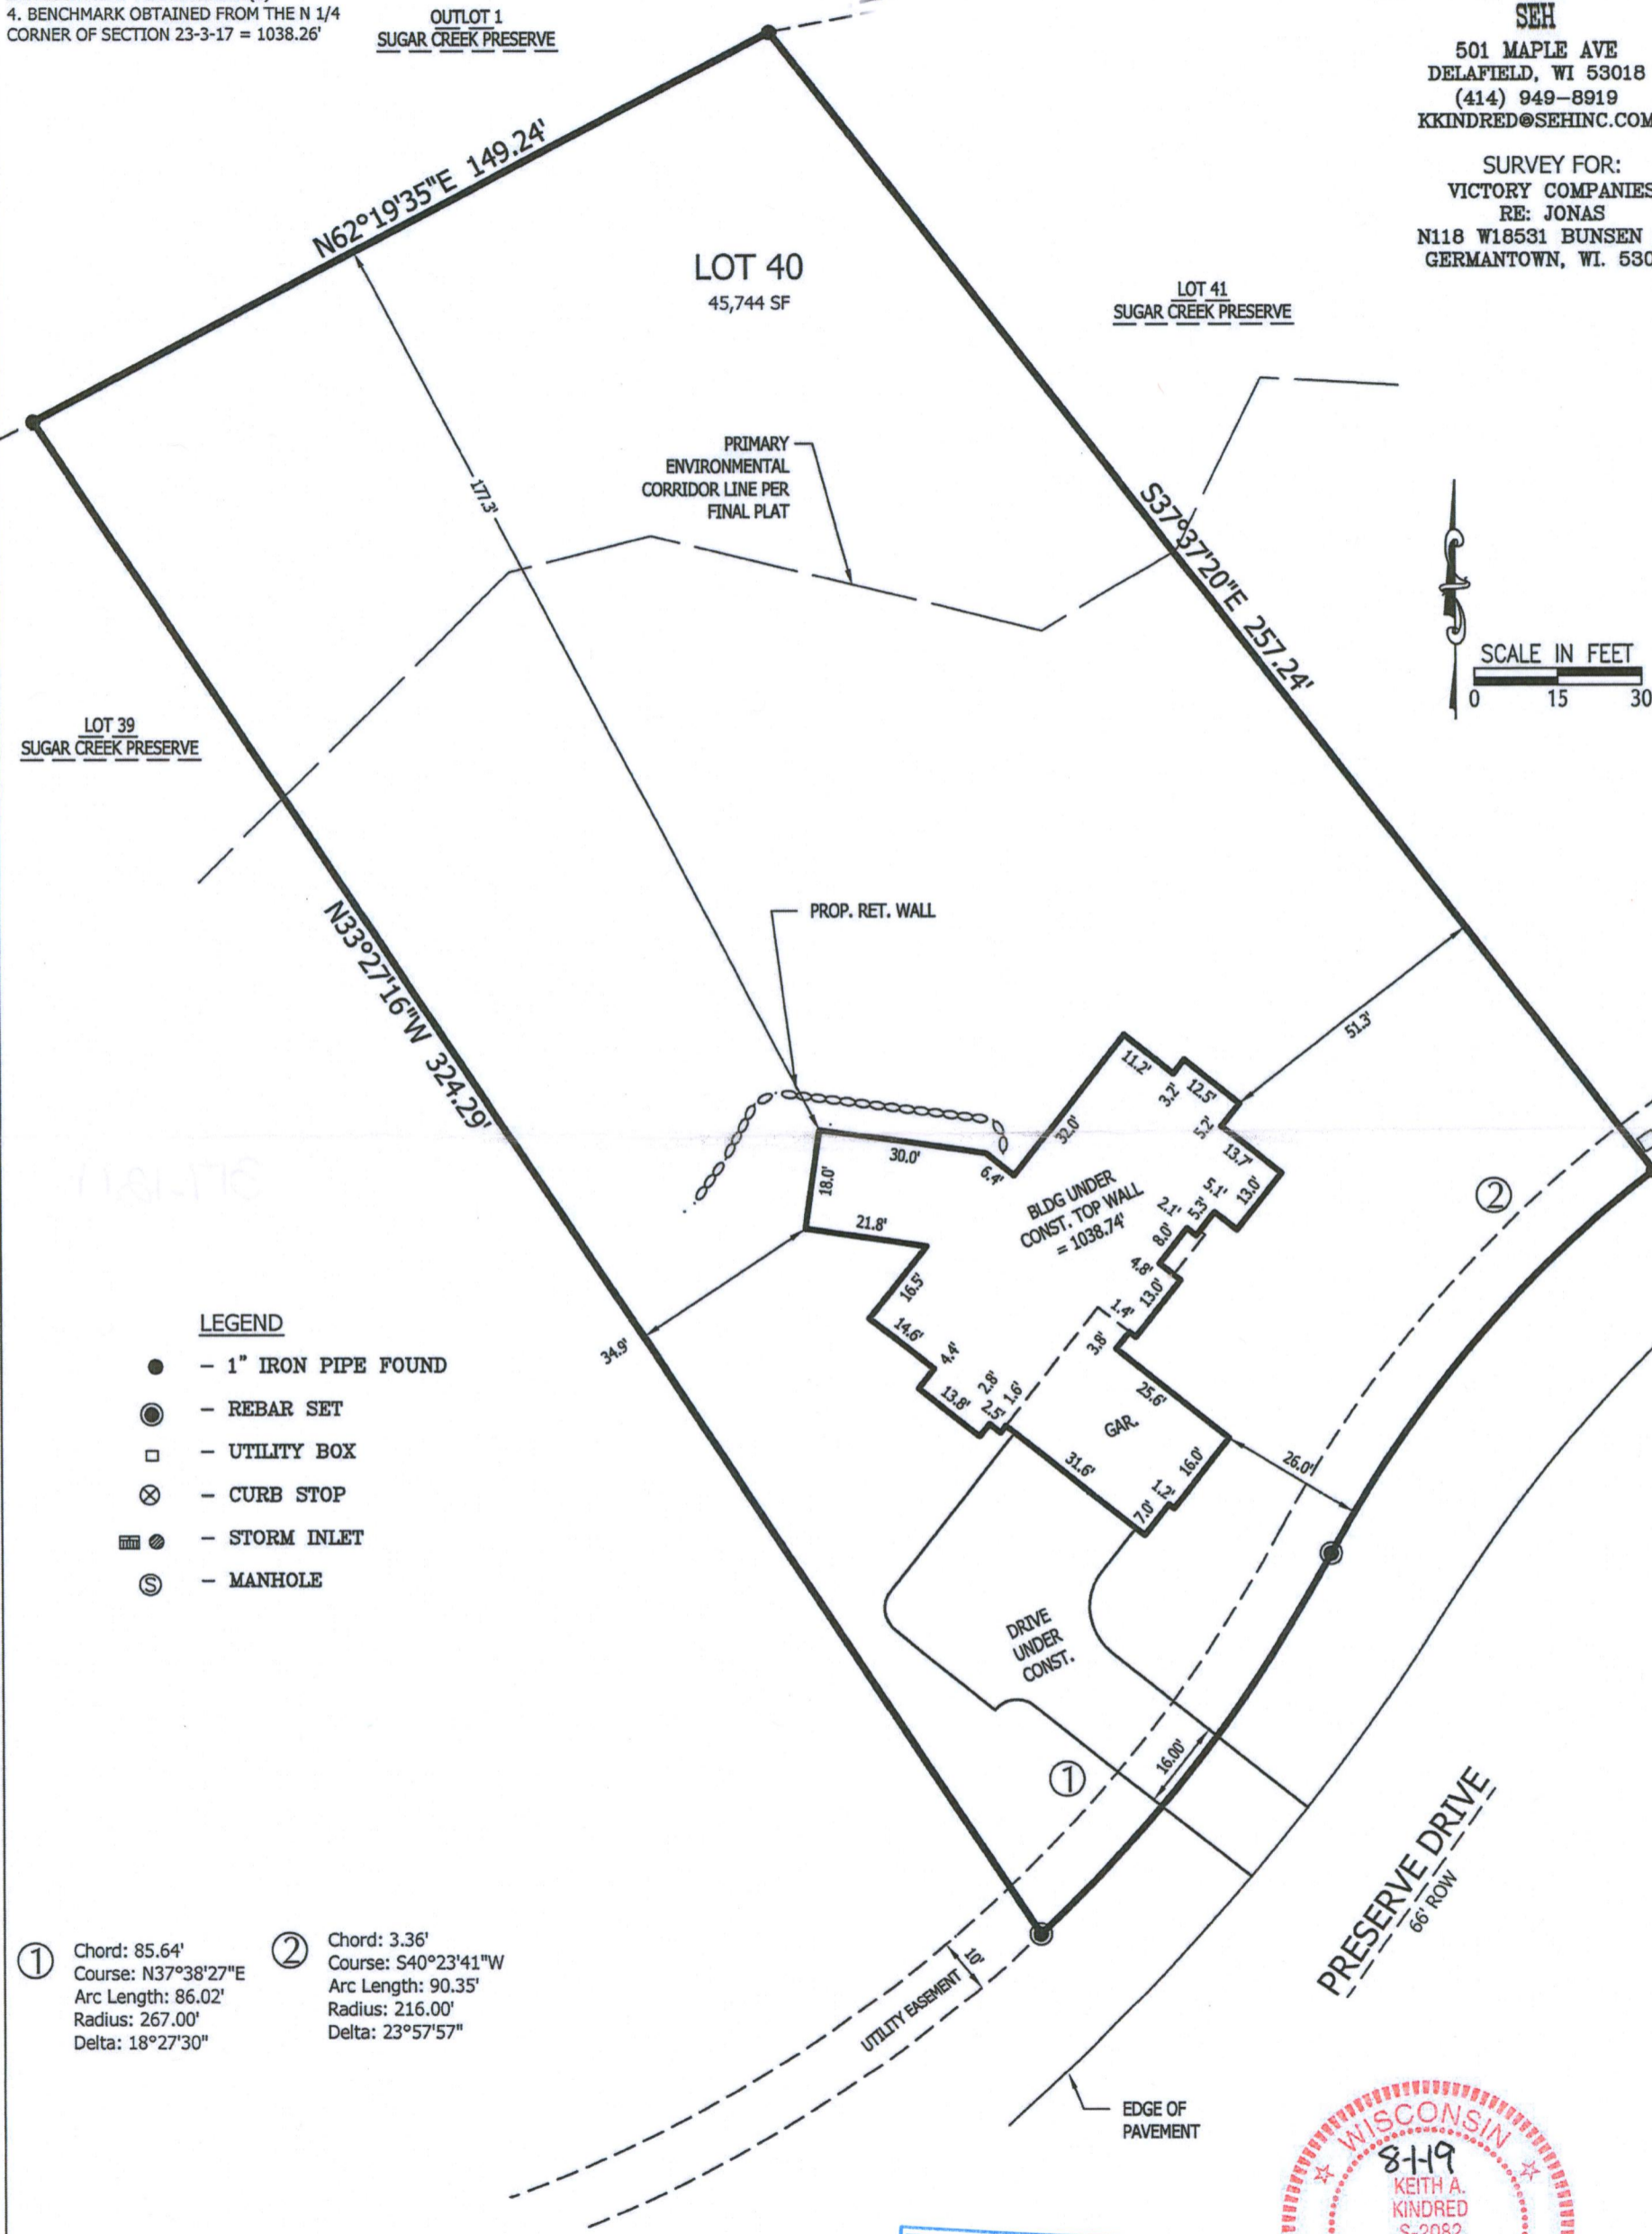 4. BENCHMARK OBTAINED FROM THE N 1/4
CORNER OF SECTION 23-3-17 = 1038.26'
OUTLOT 1
SUGAR CREEK PRESERVE
SEH
501 MAPLE AVE
DELAFIELD, WI 53018
(414) 949-8919
KKINDRED@SEHINC.COM
SURVEY FOR:
VICTORY COMPANIES
RE: JONAS
N118 W18531 BUNSEN
GERMANTOWN, WI. 530
N62°19'35"E 149.24'
LOT 40
45,744 SF
LOT 41
SUGAR CREEK PRESERVE
PRIMARY
ENVIRONMENTAL
CORRIDOR LINE PER
FINAL PLAT
177.3'
S37°37'20"E 257.24'
SCALE IN FEET
0 15 30
LOT 39
SUGAR CREEK PRESERVE
PROP. RET. WALL
N33°27'16"W 324.29'
51.3'
11.2'
3.2'
12.5'
5.2'
13.7'
13.0'
5.1'
5.3'
2.1'
8.0'
4.8'
13.0'
1.4'
3.8'
32.0'
30.0'
6.4'
18.0'
21.8'
BLDG UNDER
CONST. TOP WALL
= 1038.74'
16.5'
14.6'
4.4'
13.8'
2.8'
2.5'
1.6'
34.9'
25.6'
GAR.
31.6'
16.0'
1.2'
7.0'
26.0'
2
LEGEND
- 1" IRON PIPE FOUND
- REBAR SET
- UTILITY BOX
- CURB STOP
- STORM INLET
S - MANHOLE
DRIVE
UNDER
CONST.
16.00'
1
PRESERVE DRIVE
66' ROW
10'
UTILITY EASEMENT
EDGE OF
PAVEMENT
1
Chord: 85.64'
Course: N37°38'27"E
Arc Length: 86.02'
Radius: 267.00'
Delta: 18°27'30"
2
Chord: 3.36'
Course: S40°23'41"W
Arc Length: 90.35'
Radius: 216.00'
Delta: 23°57'57"
WISCONSIN
8-1-19
KEITH A.
KINDRED
S-2082